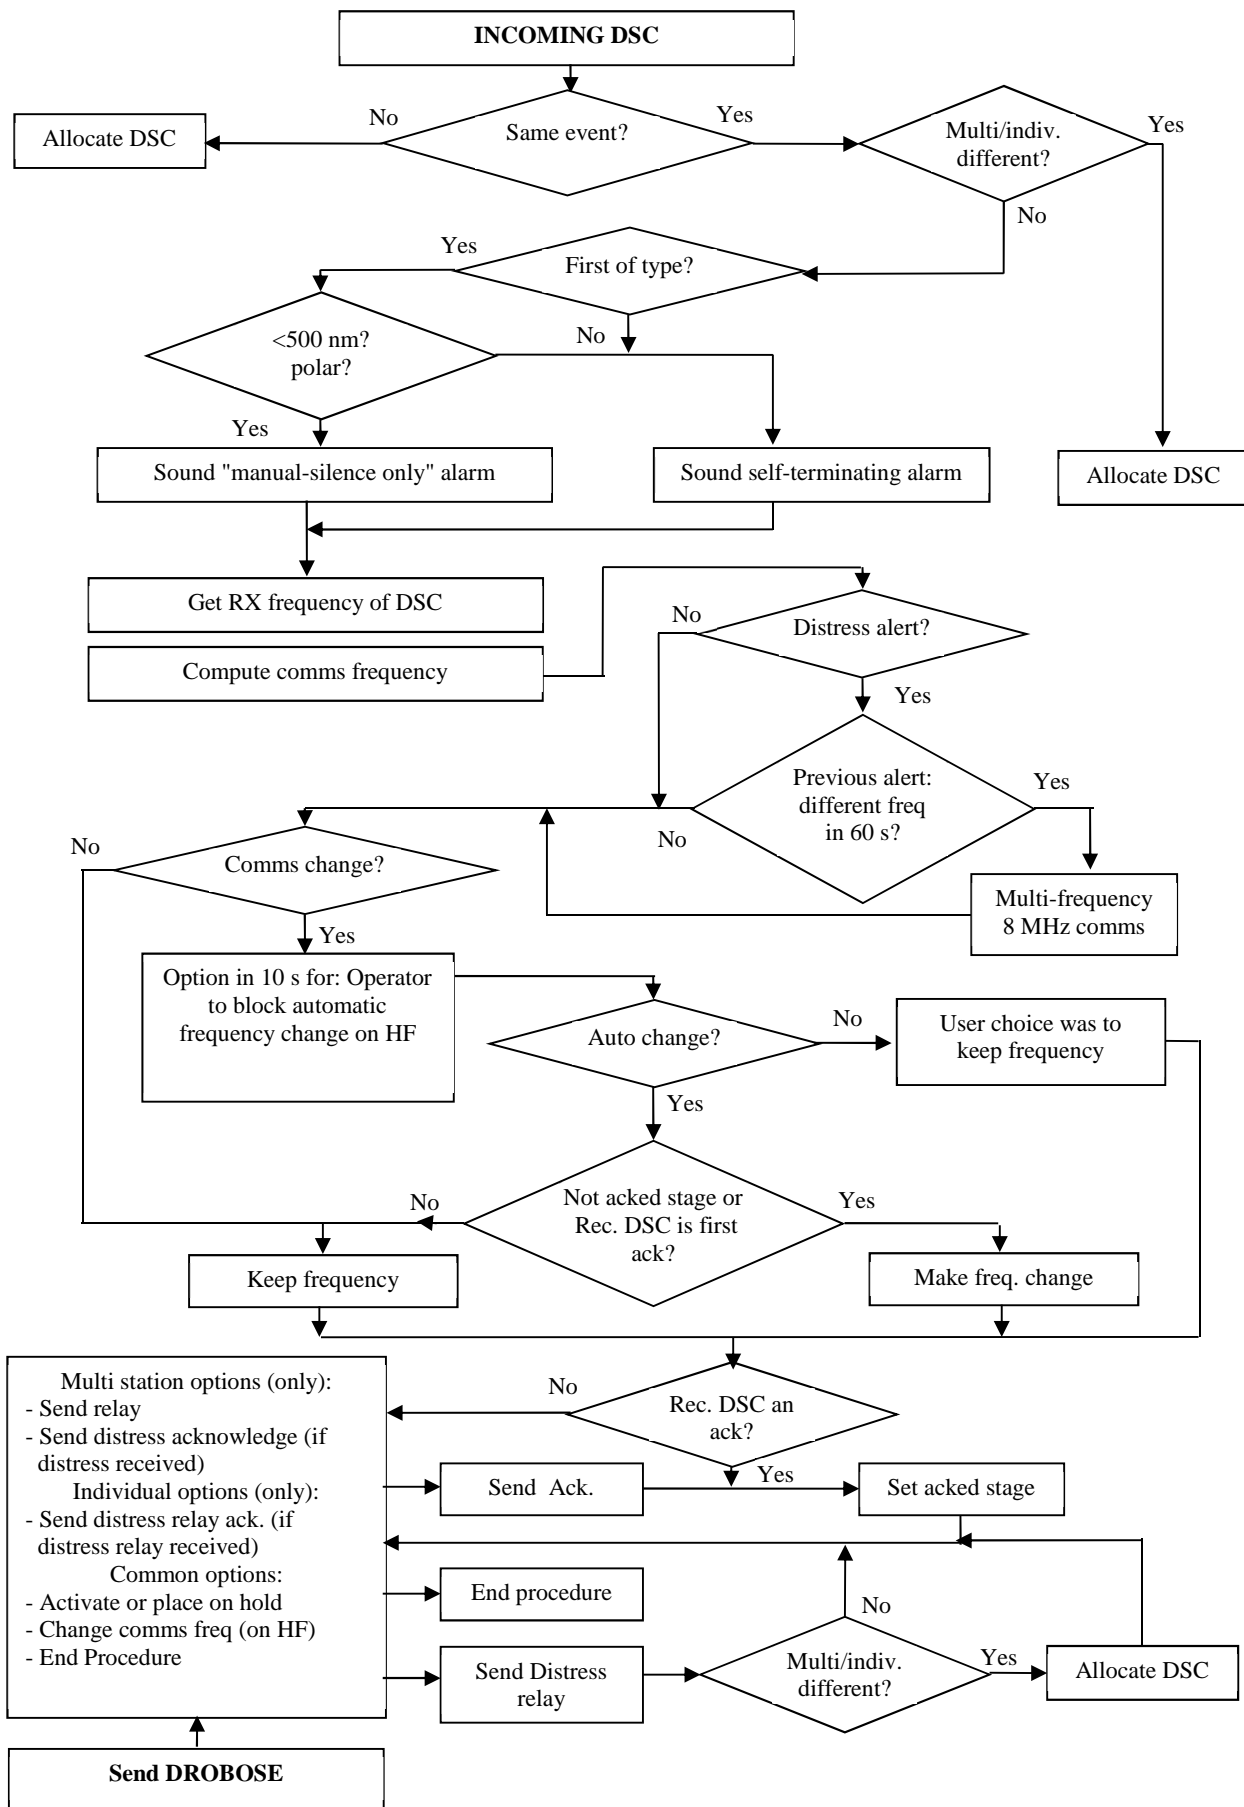 INCOMING DSC
No
Yes
Allocate DSC
Same event?
Multi/indiv.
different?
Yes
No
Yes
First of type?
No
<500 nm?
polar?
Yes
Sound "manual-silence only" alarm
Sound self-terminating alarm
Allocate DSC
Get RX frequency of DSC
No
Distress alert?
Compute comms frequency
Yes
Previous alert:
different freq
in 60 s?
Yes
No
No
Comms change?
Multi-frequency
8 MHz comms
Yes
Option in 10 s for: Operator
to block automatic
frequency change on HF
Auto change?
No
User choice was to
keep frequency
Yes
No
Not acked stage or
Rec. DSC is first
ack?
Yes
Keep frequency
Make freq. change
Multi station options (only):
- Send relay
- Send distress acknowledge (if
distress received)
Individual options (only):
- Send distress relay ack. (if
distress relay received)
Common options:
- Activate or place on hold
- Change comms freq (on HF)
- End Procedure
No
Rec. DSC an
ack?
Yes
Send Ack.
Set acked stage
End procedure
No
Send Distress
relay
Multi/indiv.
different?
Yes
Allocate DSC
Send DROBOSE